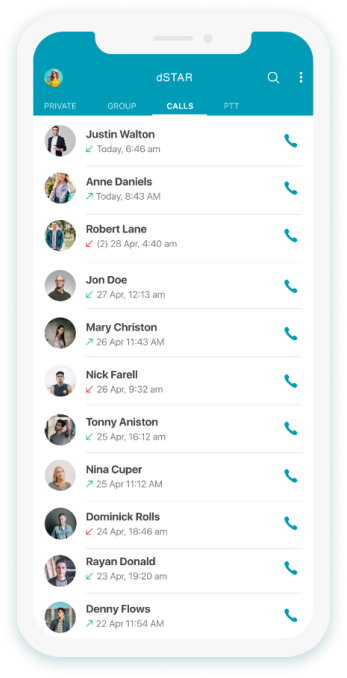 dSTAR
PRIVATE GROUP CALLS PTT
Justin Walton
Today, 6:46 am
Anne Daniels
Today, 8:43 AM
Robert Lane
(2) 28 Apr, 4:40 am
Jon Doe
27 Apr, 12:13 am
Mary Christon
26 Apr 11:43 AM
Nick Farell
26 Apr, 9:32 am
Tonny Aniston
25 Apr, 16:12 am
Nina Cuper
25 Apr 11:12 AM
Dominick Rolls
24 Apr, 18:46 am
Rayan Donald
23 Apr, 19:20 am
Denny Flows
22 Apr 11:54 AM